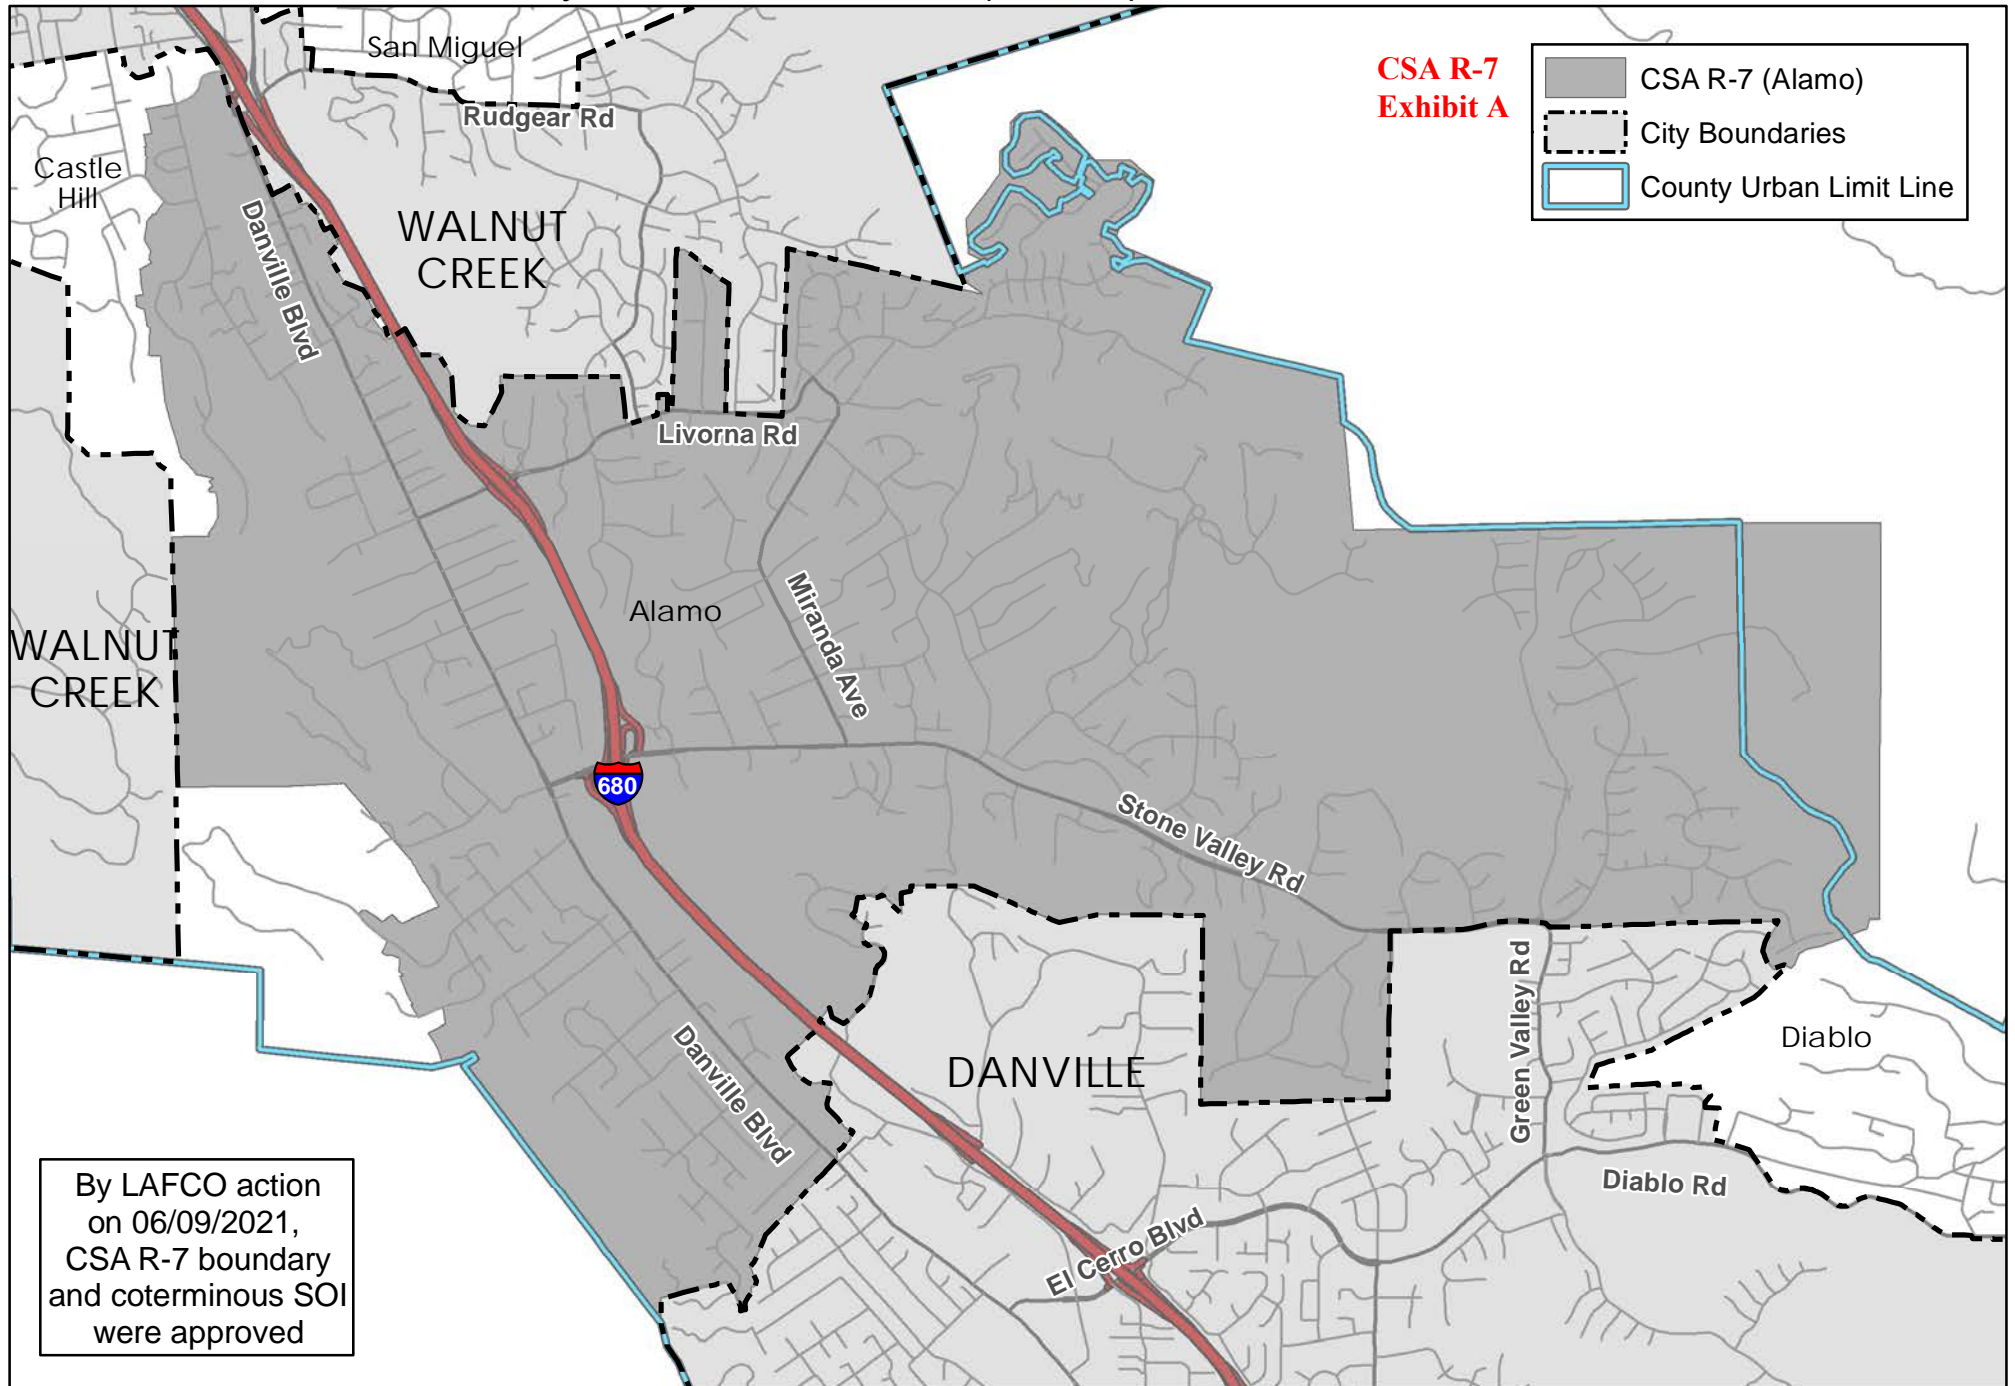 San Miguel
Rudgear Rd
CSA R-7
Exhibit A
CSA R-7 (Alamo)
City Boundaries
County Urban Limit Line
Castle
Hill
Danville Blvd
WALNUT
CREEK
Livorna Rd
Miranda Ave
Alamo
WALNUT
CREEK
680
Stone Valley Rd
Green Valley Rd
Diablo
DANVILLE
Danville Blvd
Diablo Rd
El Cerro Blvd
By LAFCO action
on 06/09/2021,
CSA R-7 boundary
and coterminous SOI
were approved